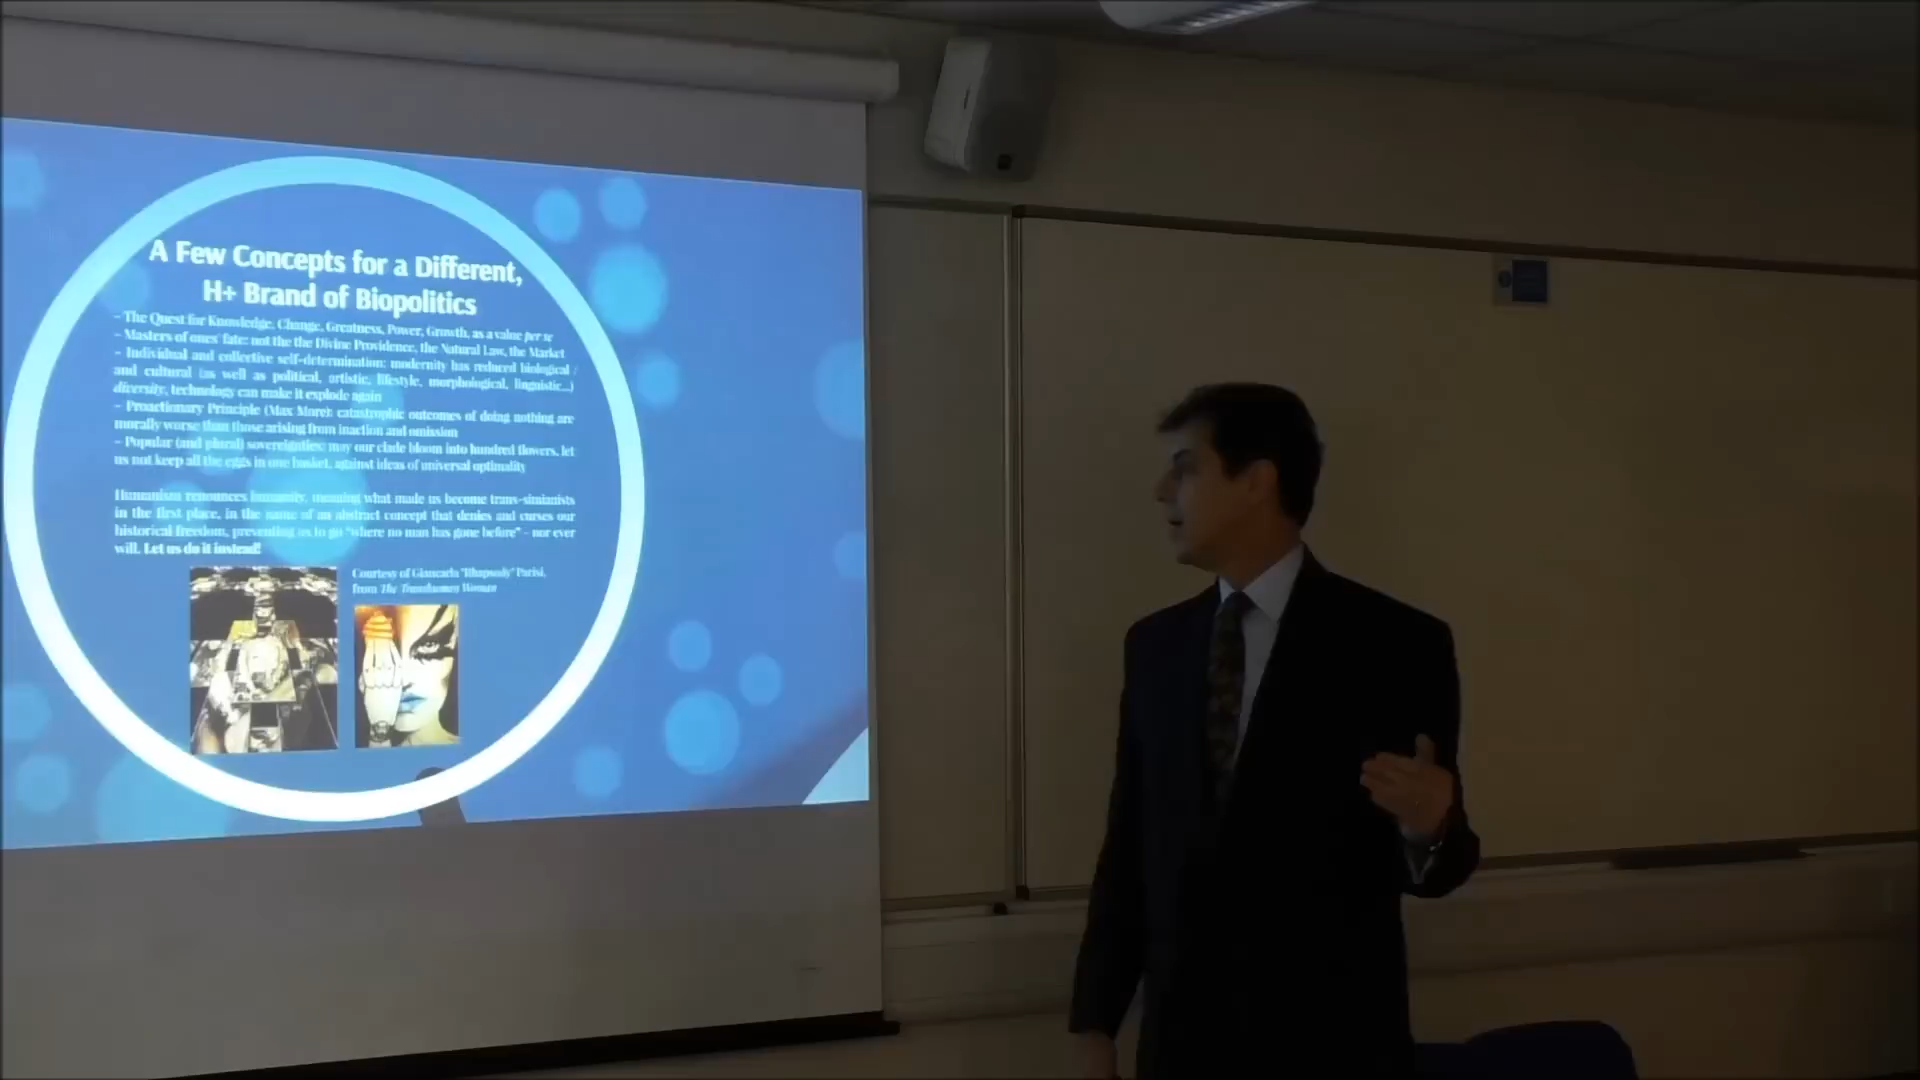 A Few Concepts for a Different,
H+ Brand of Biopolitics
– The Quest for Knowledge, Change, Greatness, Power, Growth, as a value per se
– Masters of ones' fate: not the the Divine Providence, the Natural Law, the Market
– Individual and collective self-determination: modernity has reduced biological /
and cultural (as well as political, artistic, lifestyle, morphological, linguistic...)
diversity, technology can make it explode again
– Proactionary Principle (Max More): catastrophic outcomes of doing nothing are
morally worse than those arising from inaction and omission
– Popular (and plural) sovereignties: may our clade bloom into hundred flowers, let
us not keep all the eggs in one basket, against ideas of universal optimality
Humanism renounces humanity, meaning what made us become trans-simianists
in the first place, in the name of an abstract concept that denies and curses our
historical freedom, preventing us to go "where no man has gone before" – nor ever
will. Let us do it instead!
Courtesy of Giancarlo "Rhapsody" Parisi,
from The Transhuman Woman